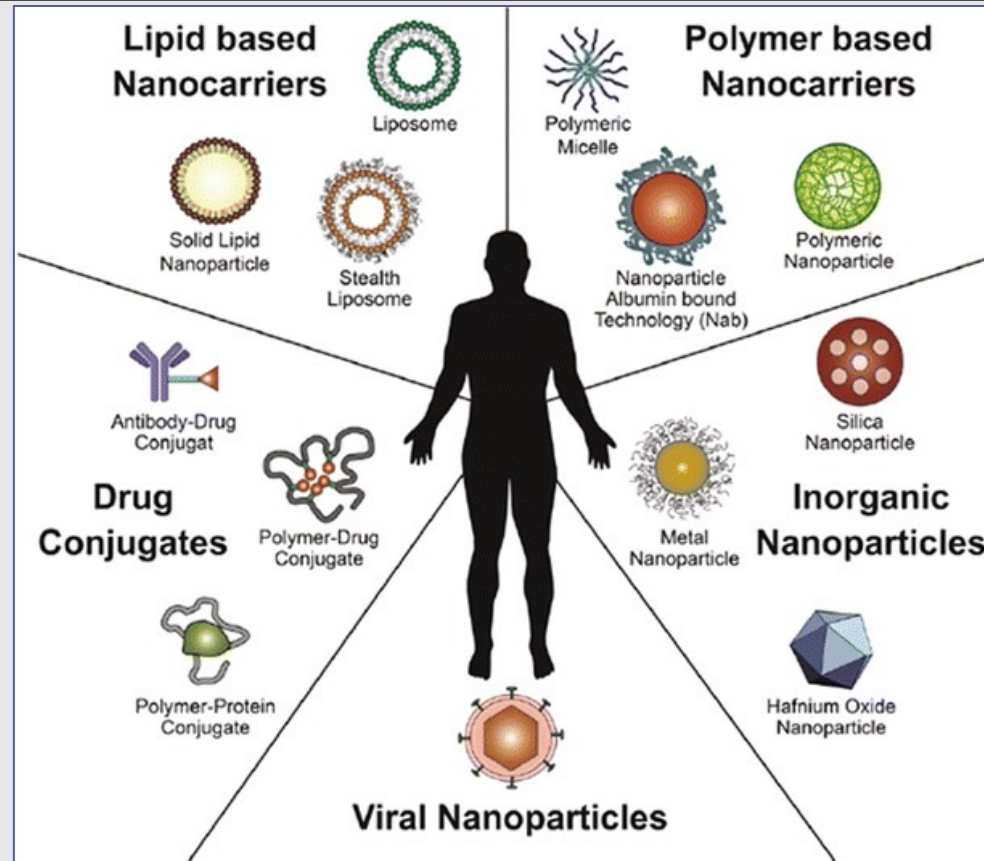 Lipid based
Nanocarriers
Liposome
Solid Lipid
Nanoparticle
Stealth
Liposome
Polymer based
Nanocarriers
Polymeric
Micelle
Nanoparticle
Albumin bound
Technology (Nab)
Polymeric
Nanoparticle
Antibody-Drug
Conjugat
Drug
Conjugates
Polymer-Drug
Conjugate
Polymer-Protein
Conjugate
Silica
Nanoparticle
Metal
Nanoparticle
Inorganic
Nanoparticles
Hafnium Oxide
Nanoparticle
Viral Nanoparticles